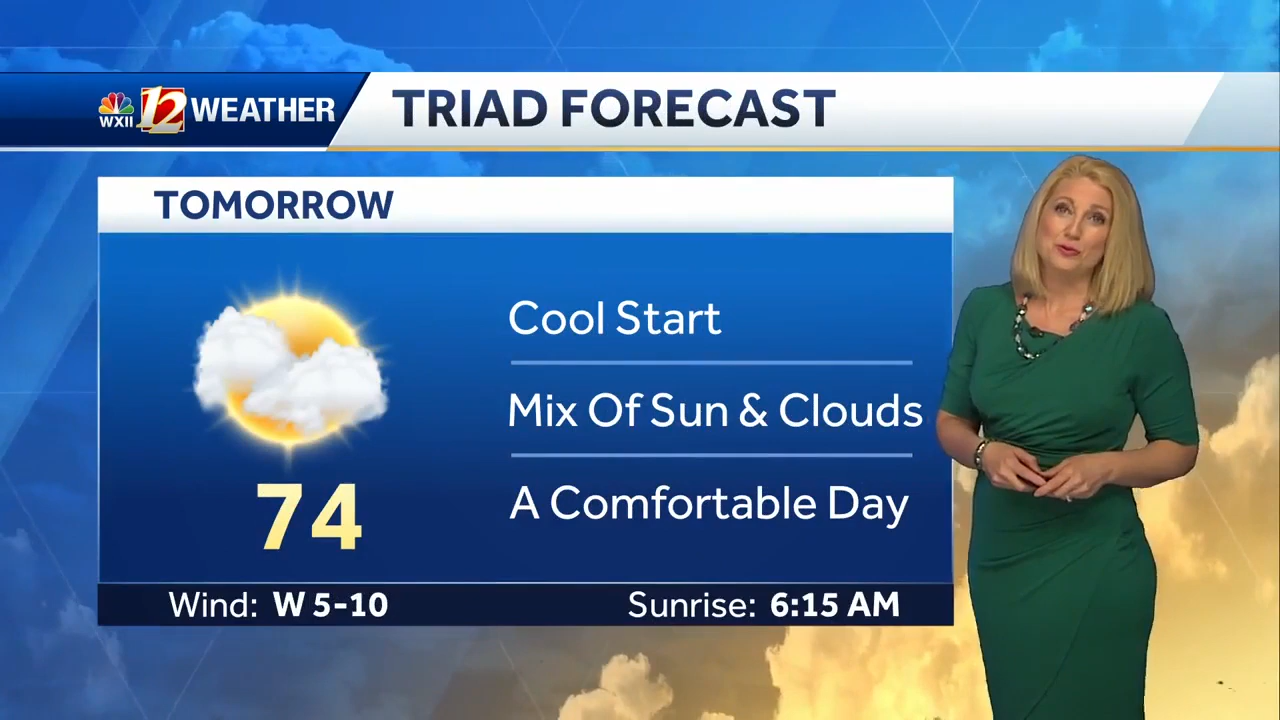 WXII 12 WEATHER
TRIAD FORECAST
TOMORROW
Cool Start
Mix Of Sun & Clouds
A Comfortable Day
74
Wind: W 5-10
Sunrise: 6:15 AM